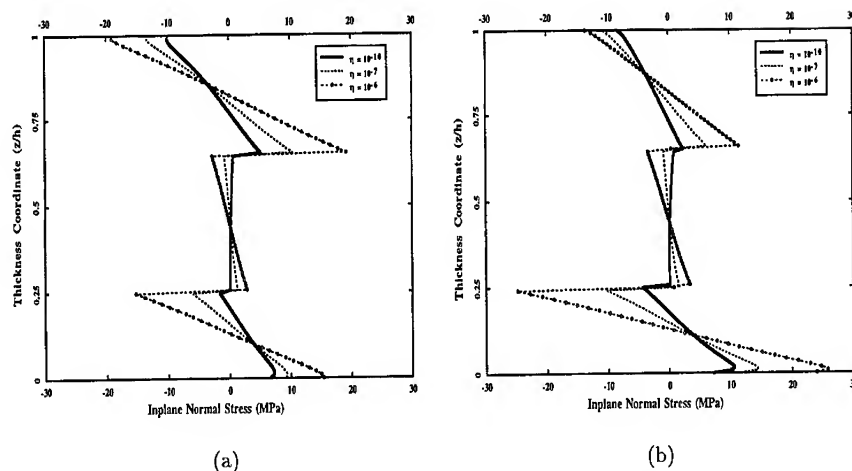 -30 -20 -10 0 10 20 30
-30 -20 -10 0 10 20 30
1
0.75
0.5
0.25
0
Thickness Coordinate (z/h)
η = 10-10
η = 10-7
η = 10-6
-30 -20 -10 0 10 20 30
Inplane Normal Stress (MPa)
(a)
1
0.75
0.5
0.25
0
Thickness Coordinate (z/h)
η = 10-10
η = 10-7
η = 10-6
-30 -20 -10 0 10 20 30
Inplane Normal Stress (MPa)
(b)